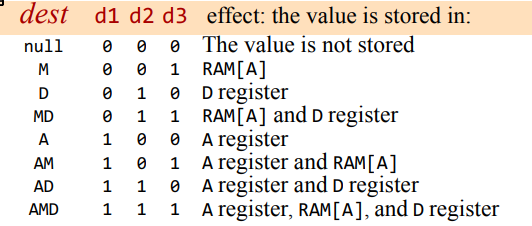 dest d1 d2 d3 effect: the value is stored in:
null 0 0 0 The value is not stored
M 0 0 1 RAM[A]
D 0 1 0 D register
MD 0 1 1 RAM[A] and D register
A 1 0 0 A register
AM 1 0 1 A register and RAM[A]
AD 1 1 0 A register and D register
AMD 1 1 1 A register, RAM[A], and D register